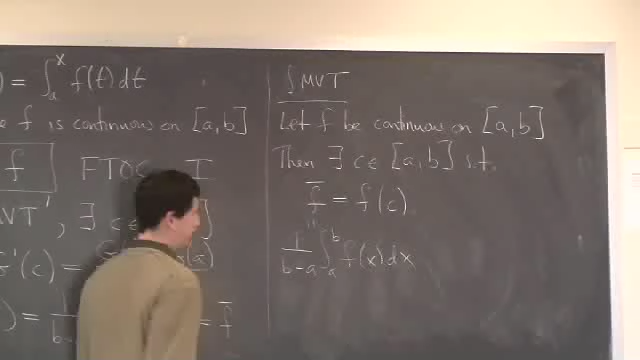 ) = ∫ₐˣ f(t) dt
f is continuous on [a, b]
f FTOC I
MVT', ∃ c ∈ ]
'(c) =
) = 1 = f̄
∫ MVT
Let f be continuous on [a, b]
Then ∃ c ∈ [a, b] s.t.
f̄ = f(c)
"
1/(b-a) ∫ₐᵇ f(x) dx